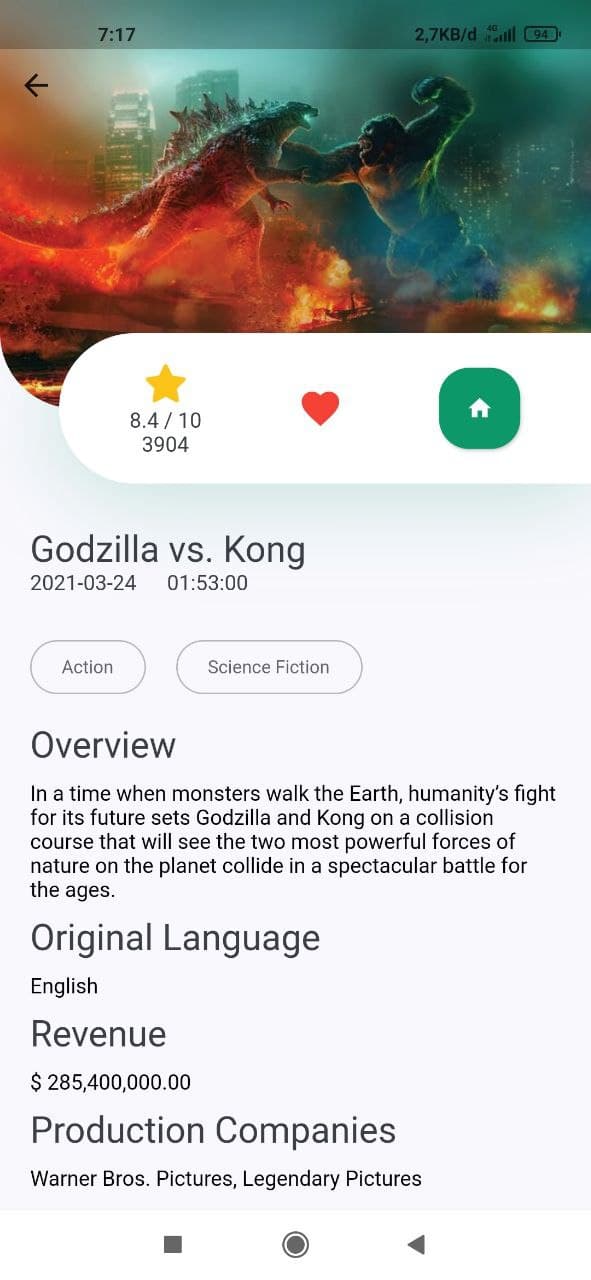 7:17 2,7KB/d 4G 94
8.4 / 10
3904
Godzilla vs. Kong
2021-03-24 01:53:00
Action Science Fiction
Overview
In a time when monsters walk the Earth, humanity's fight
for its future sets Godzilla and Kong on a collision
course that will see the two most powerful forces of
nature on the planet collide in a spectacular battle for
the ages.
Original Language
English
Revenue
$ 285,400,000.00
Production Companies
Warner Bros. Pictures, Legendary Pictures